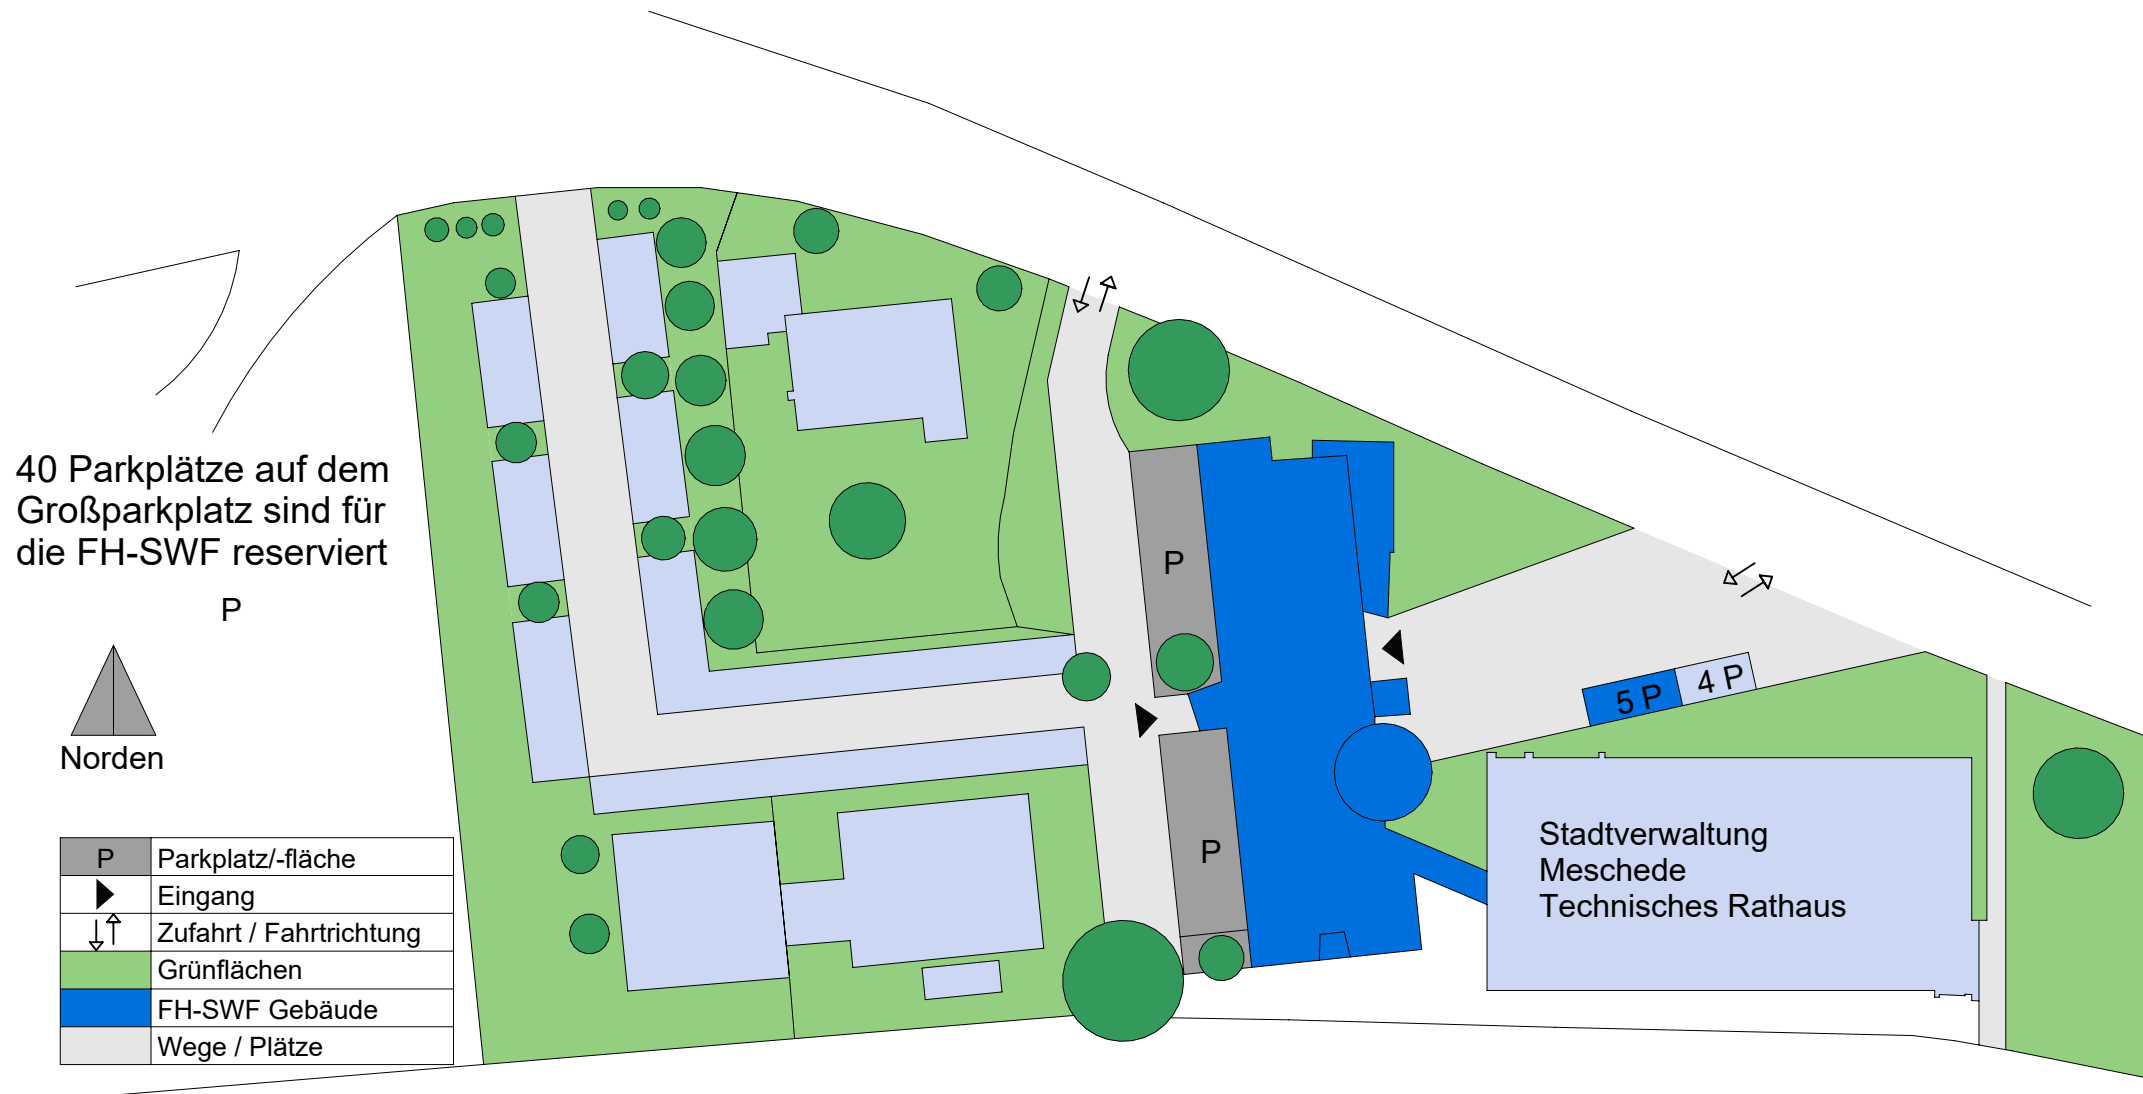 40 Parkplätze auf dem
Großparkplatz sind für
die FH-SWF reserviert
P
Norden
P Parkplatz/-fläche
Eingang
Zufahrt / Fahrtrichtung
Grünflächen
FH-SWF Gebäude
Wege / Plätze
P
P
5 P
4 P
Stadtverwaltung
Meschede
Technisches Rathaus